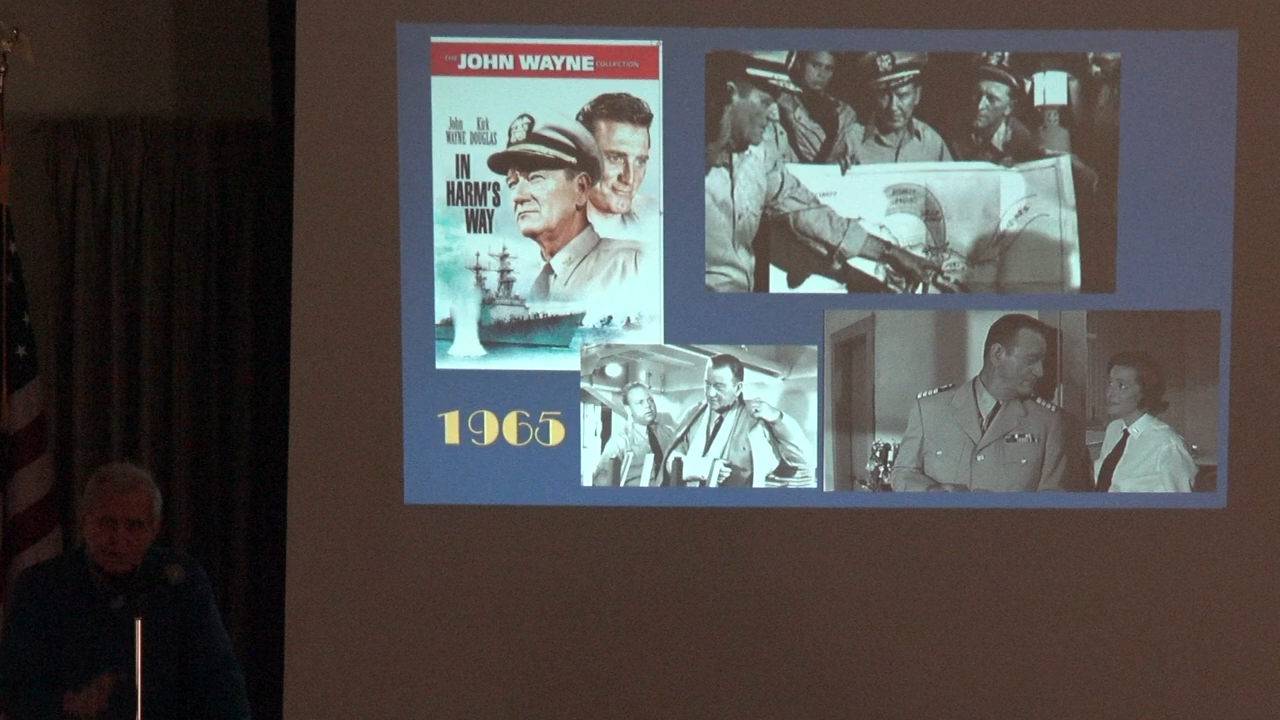 THE JOHN WAYNE COLLECTION
John Kirk
WAYNE DOUGLAS
IN
HARM'S
WAY
1965